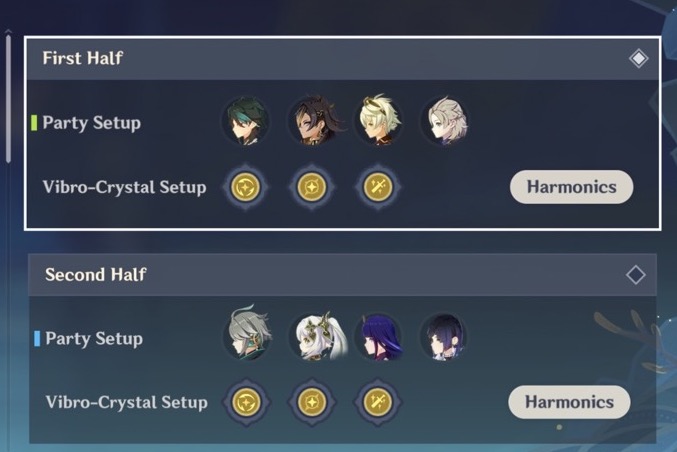 First Half
Party Setup
Vibro-Crystal Setup
Harmonics
Second Half
Party Setup
Vibro-Crystal Setup
Harmonics